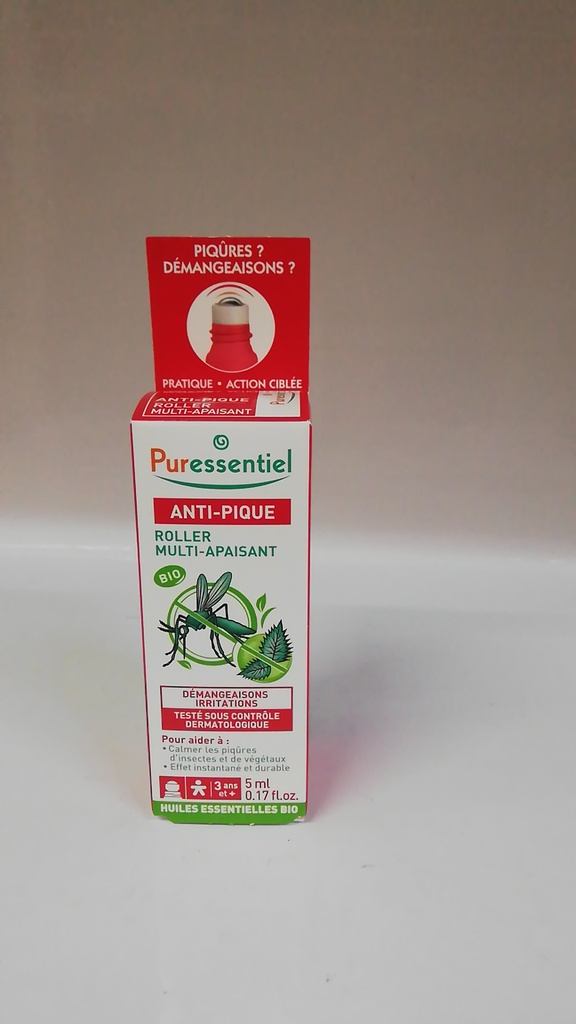 PIQÛRES ?
DÉMANGEAISONS ?
PRATIQUE • ACTION CIBLÉE
ANTI-PIQUE
ROLLER
MULTI-APAISANT
Puressentiel
ANTI-PIQUE
ROLLER
MULTI-APAISANT
BIO
DÉMANGEAISONS
IRRITATIONS
TESTÉ SOUS CONTRÔLE
DERMATOLOGIQUE
Pour aider à :
• Calmer les piqûres
d'insectes et de végétaux
• Effet instantané et durable
3 ans
et +
5 ml
0.17 fl.oz.
HUILES ESSENTIELLES BIO